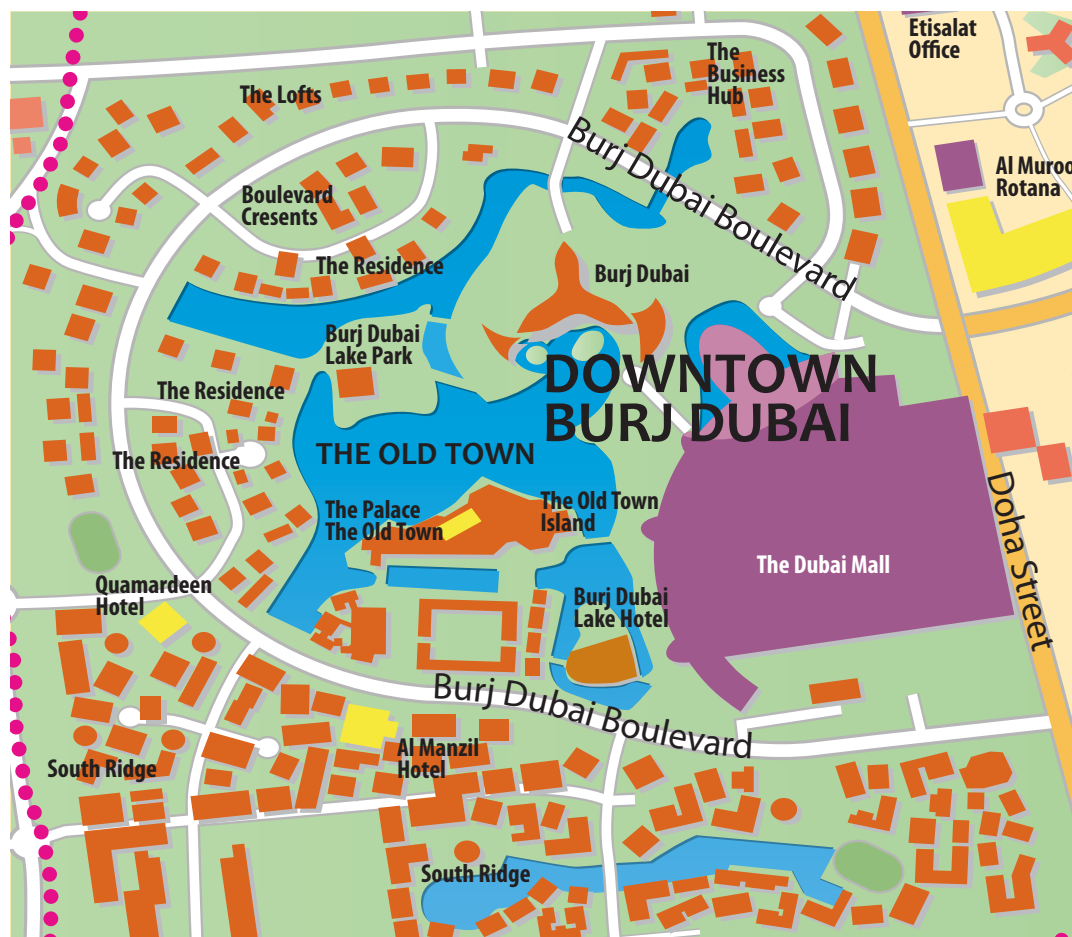 Etisalat
Office
The
Business
Hub
The Lofts
Burj Dubai Boulevard
Al Muroo
Rotana
Boulevard
Cresents
The Residence
Burj Dubai
Burj Dubai
Lake Park
DOWNTOWN
BURJ DUBAI
The Residence
THE OLD TOWN
The Residence
The Palace
The Old Town
The Old Town
Island
Doha Street
The Dubai Mall
Quamardeen
Hotel
Burj Dubai
Lake Hotel
Burj Dubai Boulevard
Al Manzil
Hotel
South Ridge
South Ridge